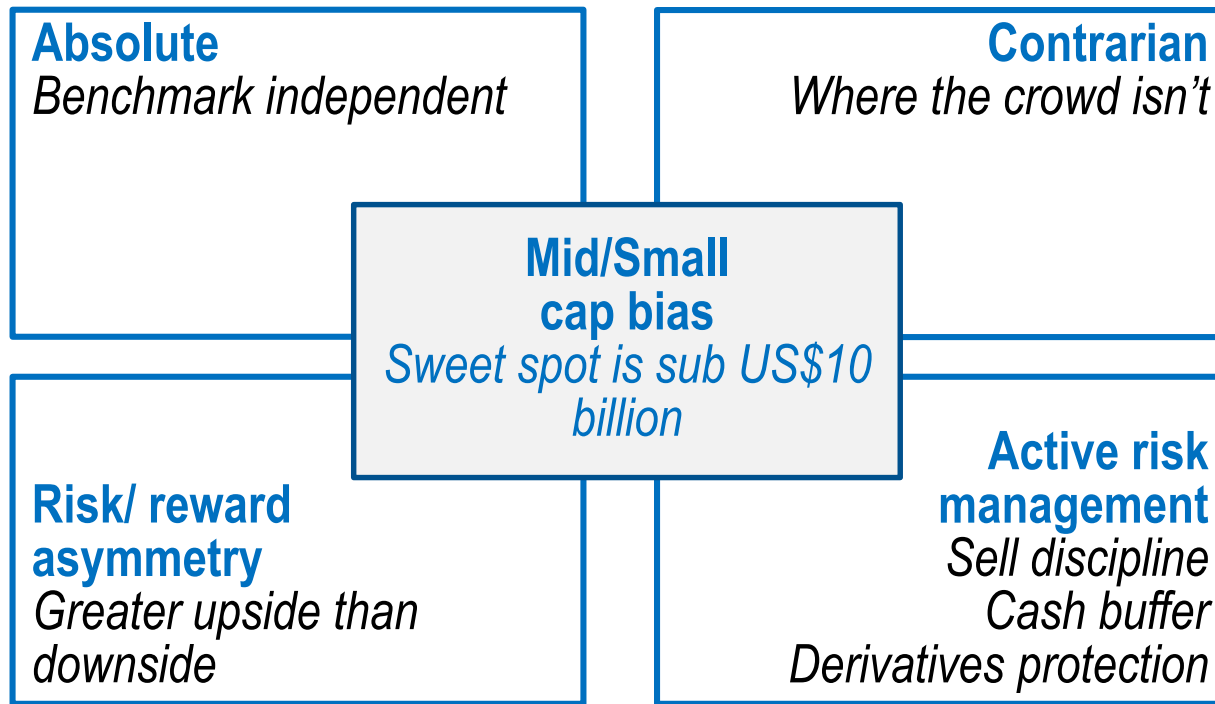 Absolute
Benchmark independent
Contrarian
Where the crowd isn’t
Mid/Small
cap bias
Sweet spot is sub US$10
billion
Risk/ reward
asymmetry
Greater upside than
downside
Active risk
management
Sell discipline
Cash buffer
Derivatives protection